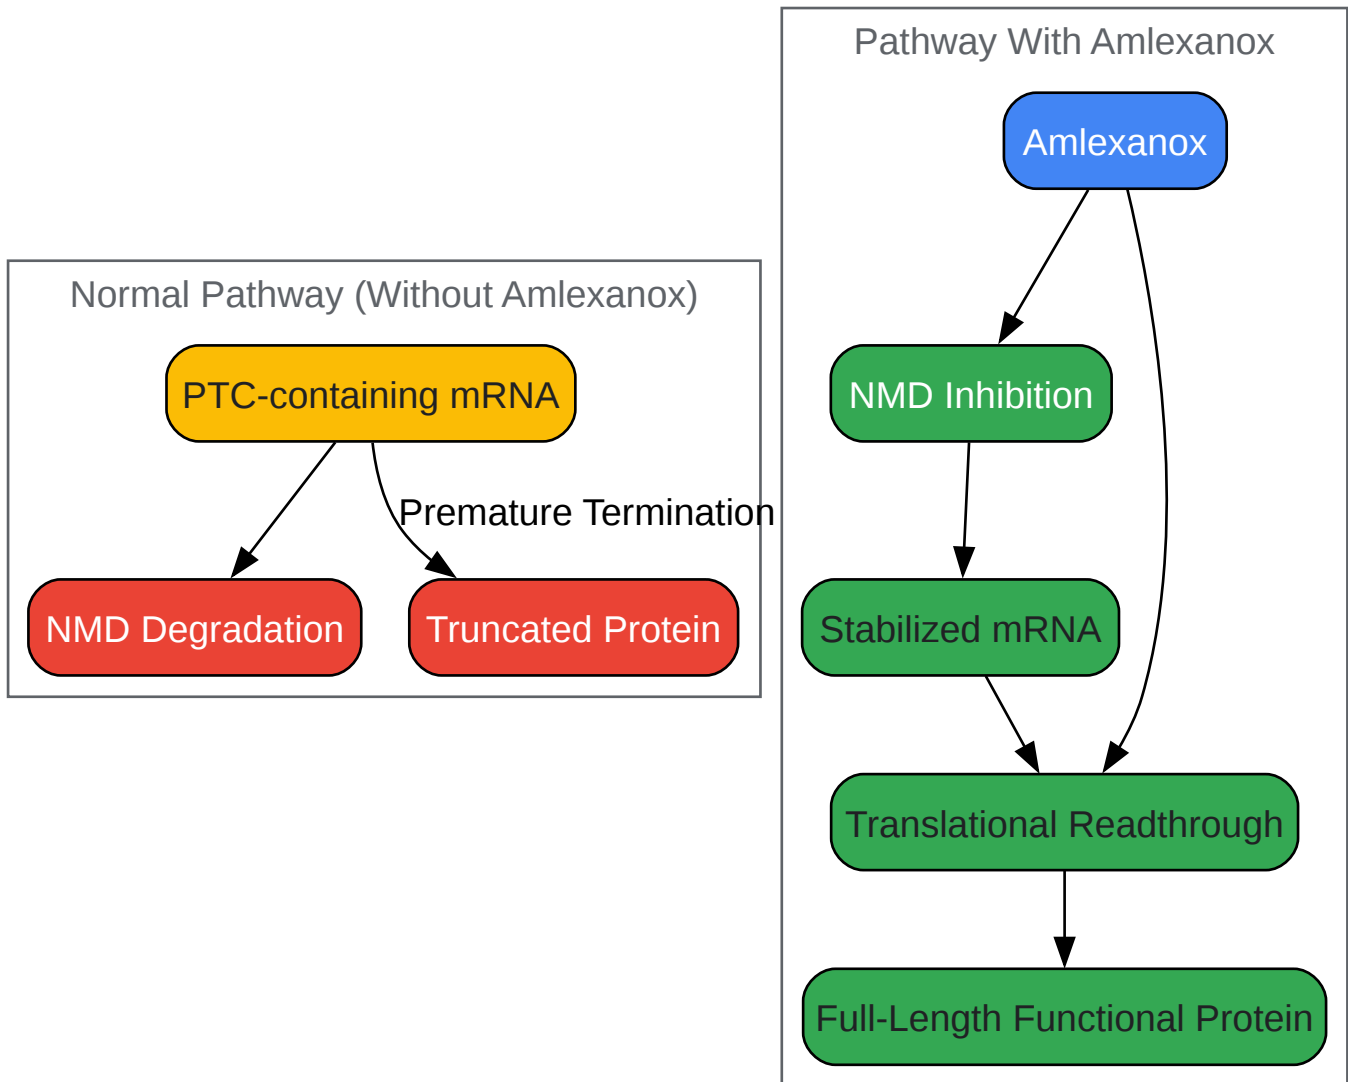 Normal Pathway (Without Amlexanox)
PTC-containing mRNA
Premature Termination
NMD Degradation
Truncated Protein
Pathway With Amlexanox
Amlexanox
NMD Inhibition
Stabilized mRNA
Translational Readthrough
Full-Length Functional Protein